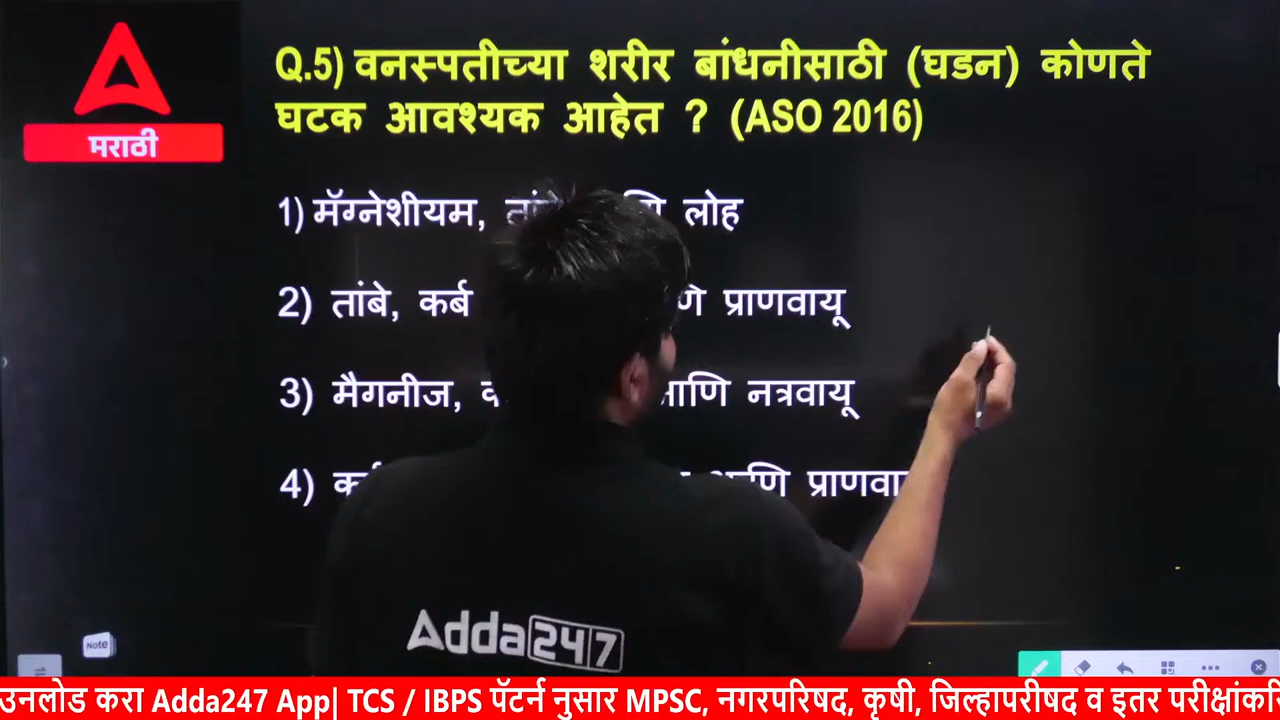 मराठी
Q.5) वनस्पतीच्या शरीर बांधनीसाठी (घडन) कोणते
घटक आवश्यक आहेत ? (ASO 2016)
1) मॅग्नेशीयम, लोह
2) तांबे, कर्ब प्राणवायू
3) मैगनीज, नत्रवायू
4)
Adda247
Note
उनलोड करा Adda247 App| TCS / IBPS पॅटर्न नुसार MPSC, नगरपरिषद, कृषी, जिल्हापरीषद व इतर परीक्षांकरि